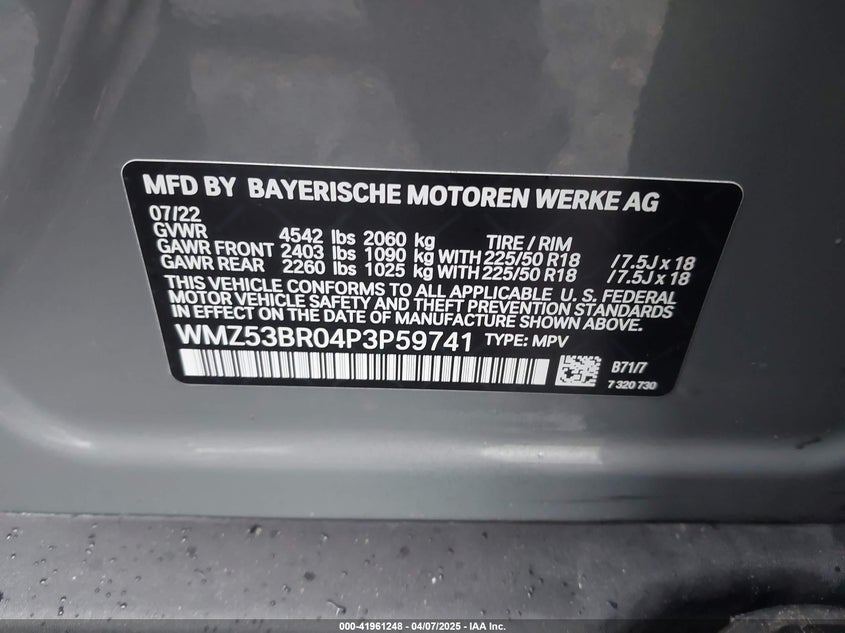 MFD BY BAYERISCHE MOTOREN WERKE AG
07/22
GVWR 4542 lbs 2060 kg TIRE / RIM
GAWR FRONT 2403 lbs 1090 kg WITH 225/50 R18 /7.5J x 18
GAWR REAR 2260 lbs 1025 kg WITH 225/50 R18 /7.5J x 18
THIS VEHICLE CONFORMS TO ALL APPLICABLE U. S. FEDERAL
MOTOR VEHICLE SAFETY AND THEFT PREVENTION STANDARDS
IN EFFECT ON THE DATE OF MANUFACTURE SHOWN ABOVE.
WMZ53BR04P3P59741 TYPE: MPV
B71/7
7 320 730
000-41961248 - 04/07/2025 - IAA Inc.